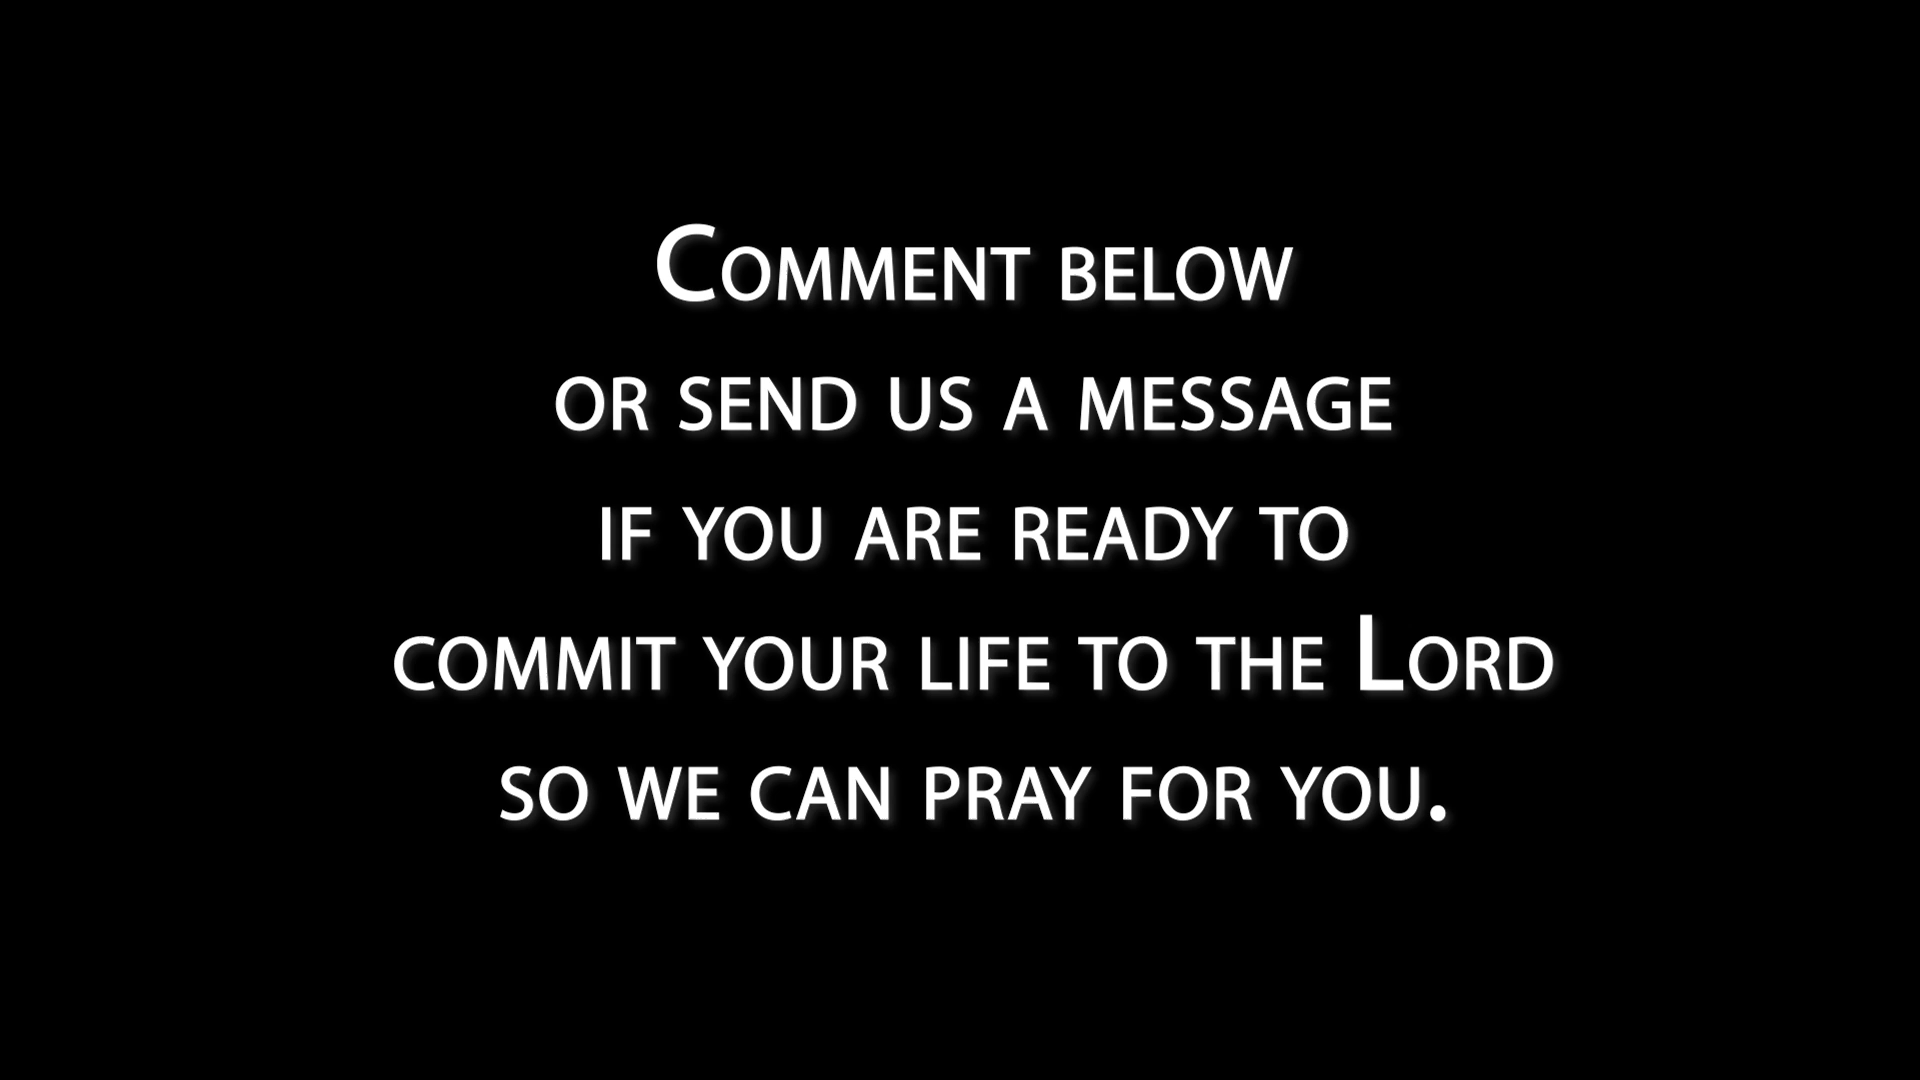 Comment below
or send us a message
if you are ready to
commit your life to the Lord
so we can pray for you.